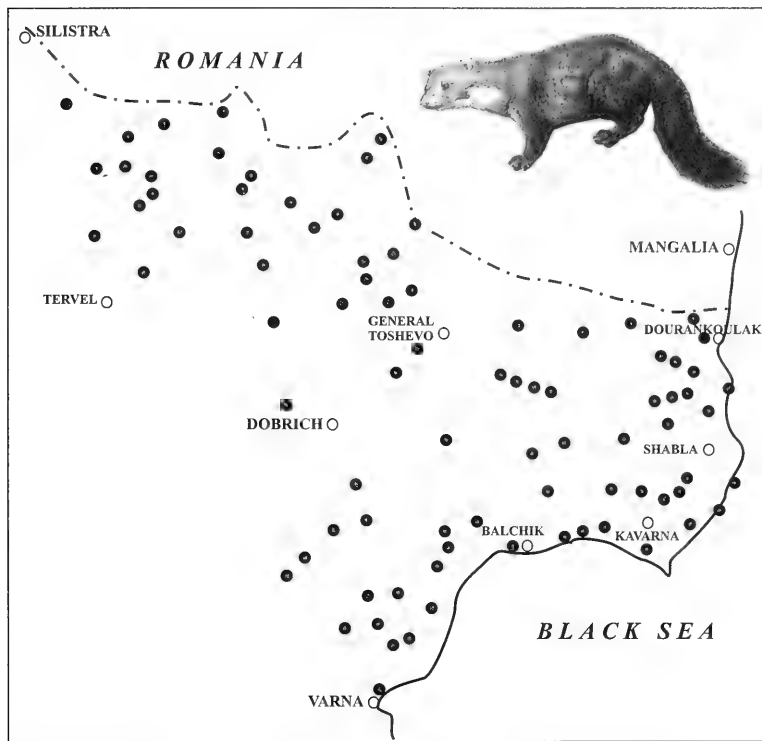 SILISTRA
ROMANIA
MANGALIA
TERVEL
GENERAL
TOSHEVO
DOURANKOULAK
DOBRICH
SHABLA
BALCHIK
KAVARNA
BLACK SEA
VARNA